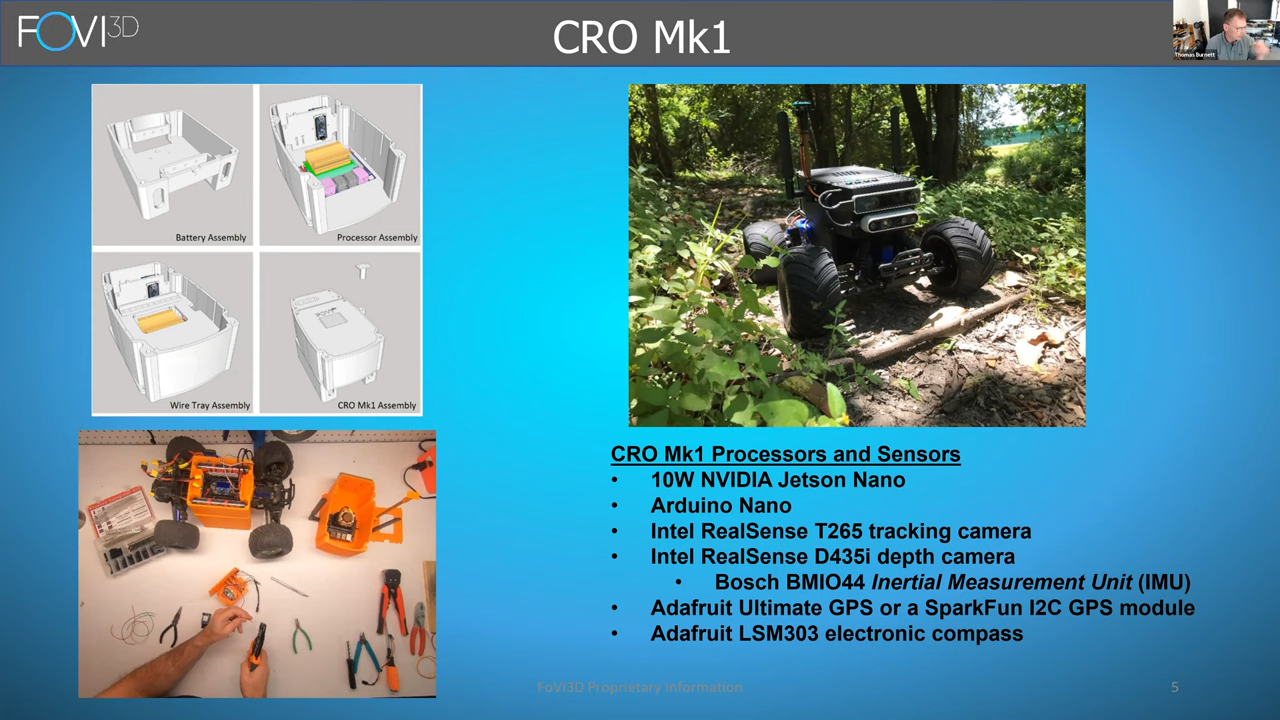 FOVI3D
CRO Mk1
Thomas Burnett
Battery Assembly
Processor Assembly
Wire Tray Assembly
CRO Mk1 Assembly
CRO Mk1 Processors and Sensors
• 10W NVIDIA Jetson Nano
• Arduino Nano
• Intel RealSense T265 tracking camera
• Intel RealSense D435i depth camera
• Bosch BMIO44 Inertial Measurement Unit (IMU)
• Adafruit Ultimate GPS or a SparkFun I2C GPS module
• Adafruit LSM303 electronic compass
FoVI3D Proprietary Information
5